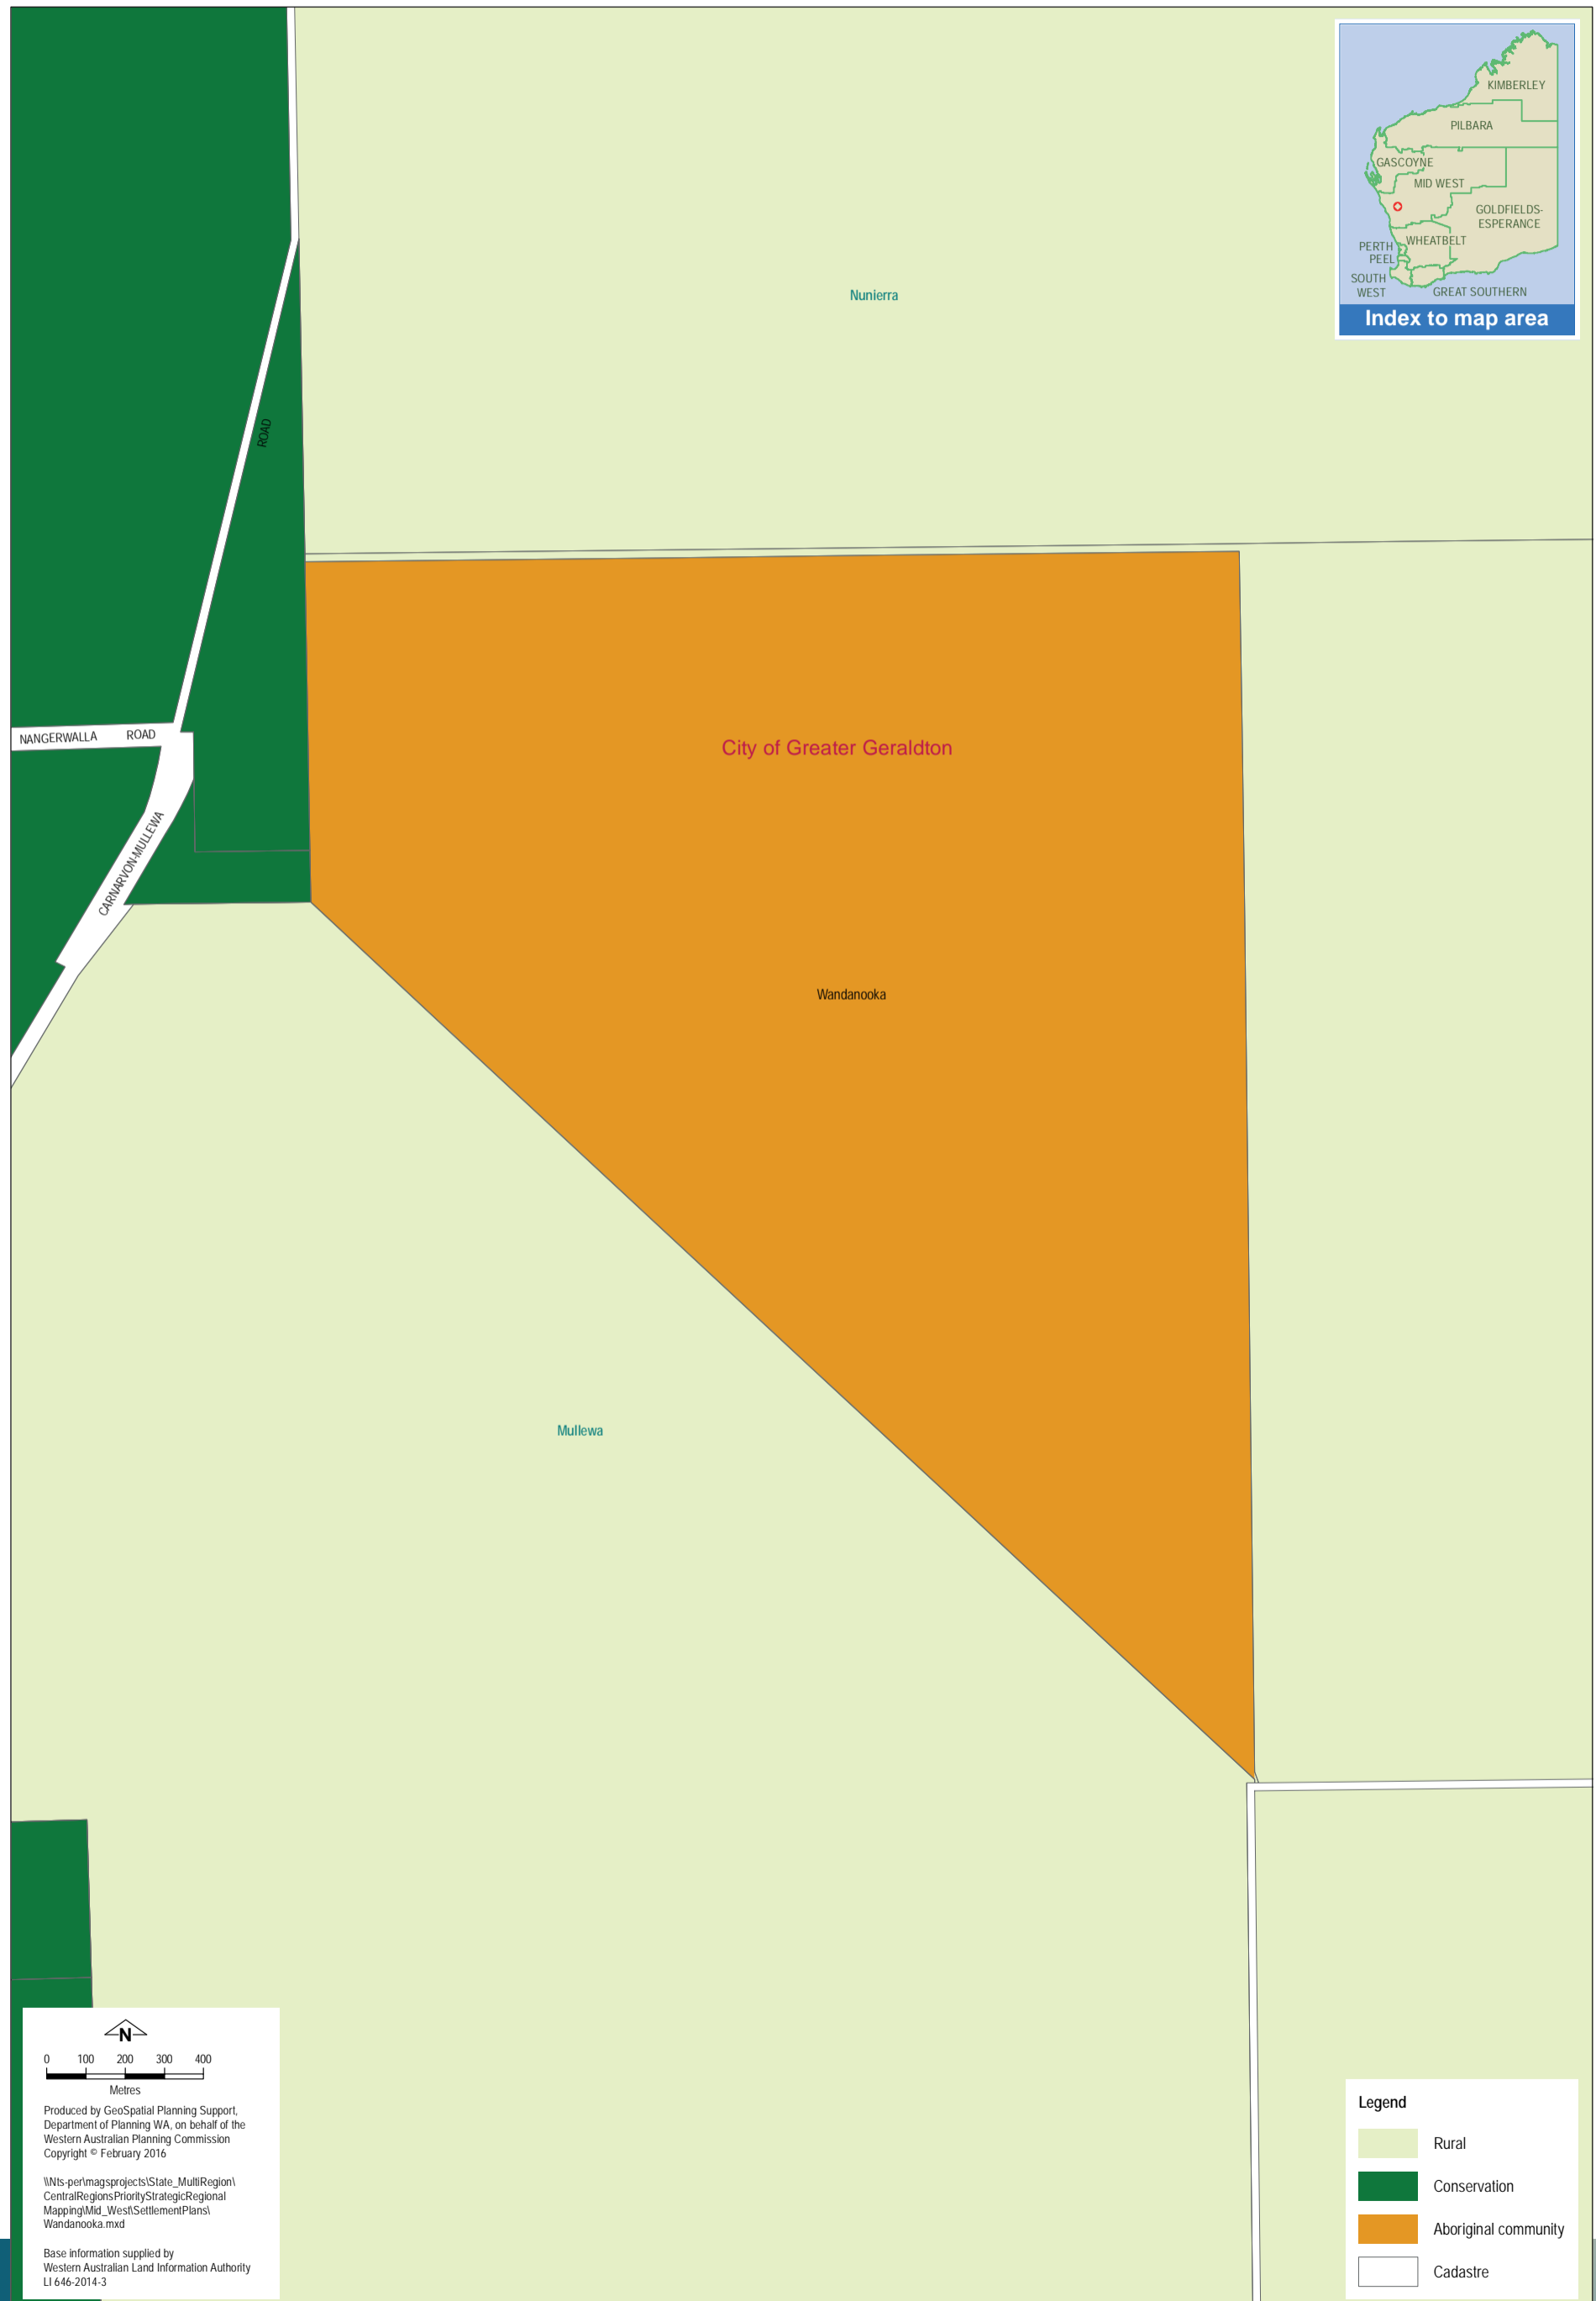 KIMBERLEY
PILBARA
GASCOYNE
MID WEST
GOLDFIELDS-
ESPERANCE
WHEATBELT
PERTH
PEEL
SOUTH
WEST
GREAT SOUTHERN
Index to map area
Nunierra
ROAD
NANGERWALLA ROAD
City of Greater Geraldton
CARNARVON-MULLEWA
Wandanooka
Mullewa
N
0 100 200 300 400
Metres
Produced by GeoSpatial Planning Support,
Department of Planning WA, on behalf of the
Western Australian Planning Commission
Copyright © February 2016
\\Nts-per\magsprojects\State_MultiRegion\
CentralRegionsPriorityStrategicRegional
Mapping\Mid_West\SettlementPlans\
Wandanooka.mxd
Base information supplied by
Western Australian Land Information Authority
LI 646-2014-3
Legend
Rural
Conservation
Aboriginal community
Cadastre